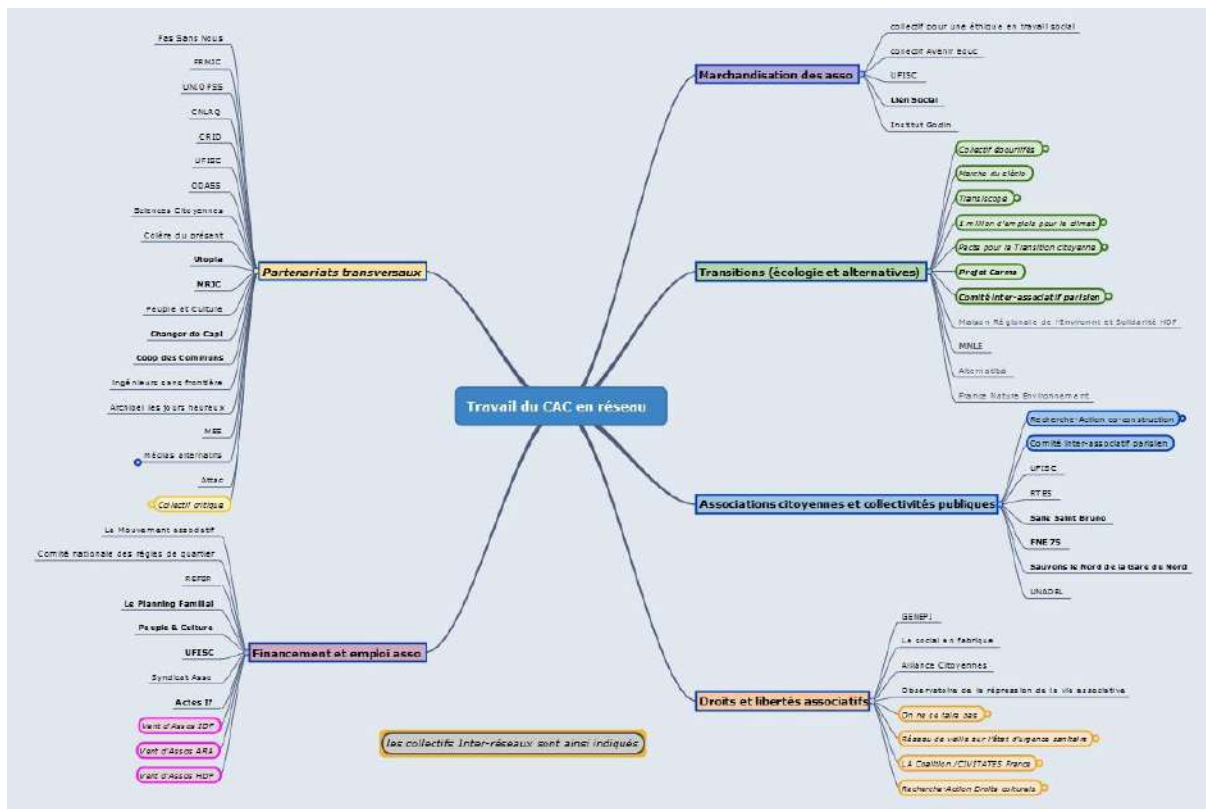 Pas Sans Nous
FRMJC
UNIOPSS
CNLRQ
CRID
UFISC
ODASS
Sciences Citoyennes
Colère du présent
Utopia
MRJC
Peuple et Culture
Changer de Capi
Coop des Communs
Ingénieurs sans frontière
Archipel les jours heureux
MES
médias alternatifs
Attac
Collectif critique
Partenariats transversaux
Le Mouvement associatif
Comité nationale des régies de quartier
Le Planning Familial
People & Culture
UFISC
Syndicat Asso
Actes If
Vent d'Assos IDF
Vent d'Assos ARA
Vent d'Assos HDF
Financement et emploi asso
Travail du CAC en réseau
les collectifs Inter-réseaux sont ainsi indiqués
Marchandisation des asso
collectif pour une éthique en travail social
collectif Avenir Educ
UFISC
Lien Social
Institut Godin
Transitions (écologie et alternatives)
Collectif ébouriffés
Marche du siècle
Transiscope
1 million d'emplois pour le climat
Pacte pour la Transition citoyenne
Projet Carma
Comité inter-associatif parisien
Maison Régionale de l'Environnt et Solidarité HDF
MNLE
Alternatiba
France Nature Environnement
Associations citoyennes et collectivités publiques
Recherche-Action co-construction
Comité inter-associatif parisien
UFISC
RTES
Salle Saint Bruno
FNE 75
Sauvons le Nord de la Gare du Nord
UNADEL
Droits et libertés associatifs
GENEPI
Le social en fabrique
Alliance Citoyennes
Observatoire de la répression de la vie associative
On ne se taire pas
Réseau de veille sur l'état d'urgence sanitaire
LA Coalition /CIVITATES France
Recherche-Action Droits culturels